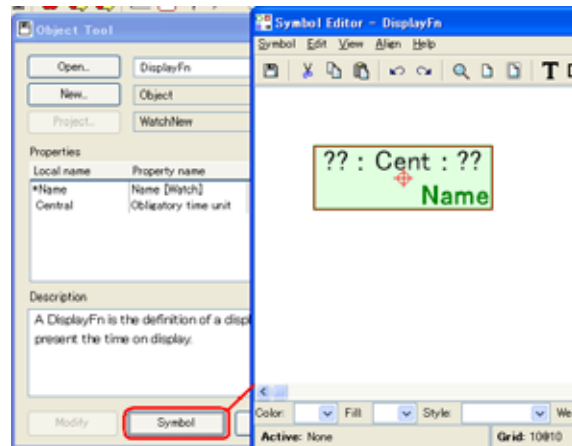 Object Tool
Open..
DisplayFn
New..
Object
Project..
WatchNew
Properties
Local name
Property name
*Name
Name [Watch]
Central
Obligatory time unit
Description
A DisplayFn is the definition of a displ
present the time on display.
Modify
Symbol
Symbol Editor - DisplayFn
Symbol Edit View Align Help
T
?? : Cent : ??
Name
Color:
Fill:
Style:
We
Active: None
Grid: 10@10